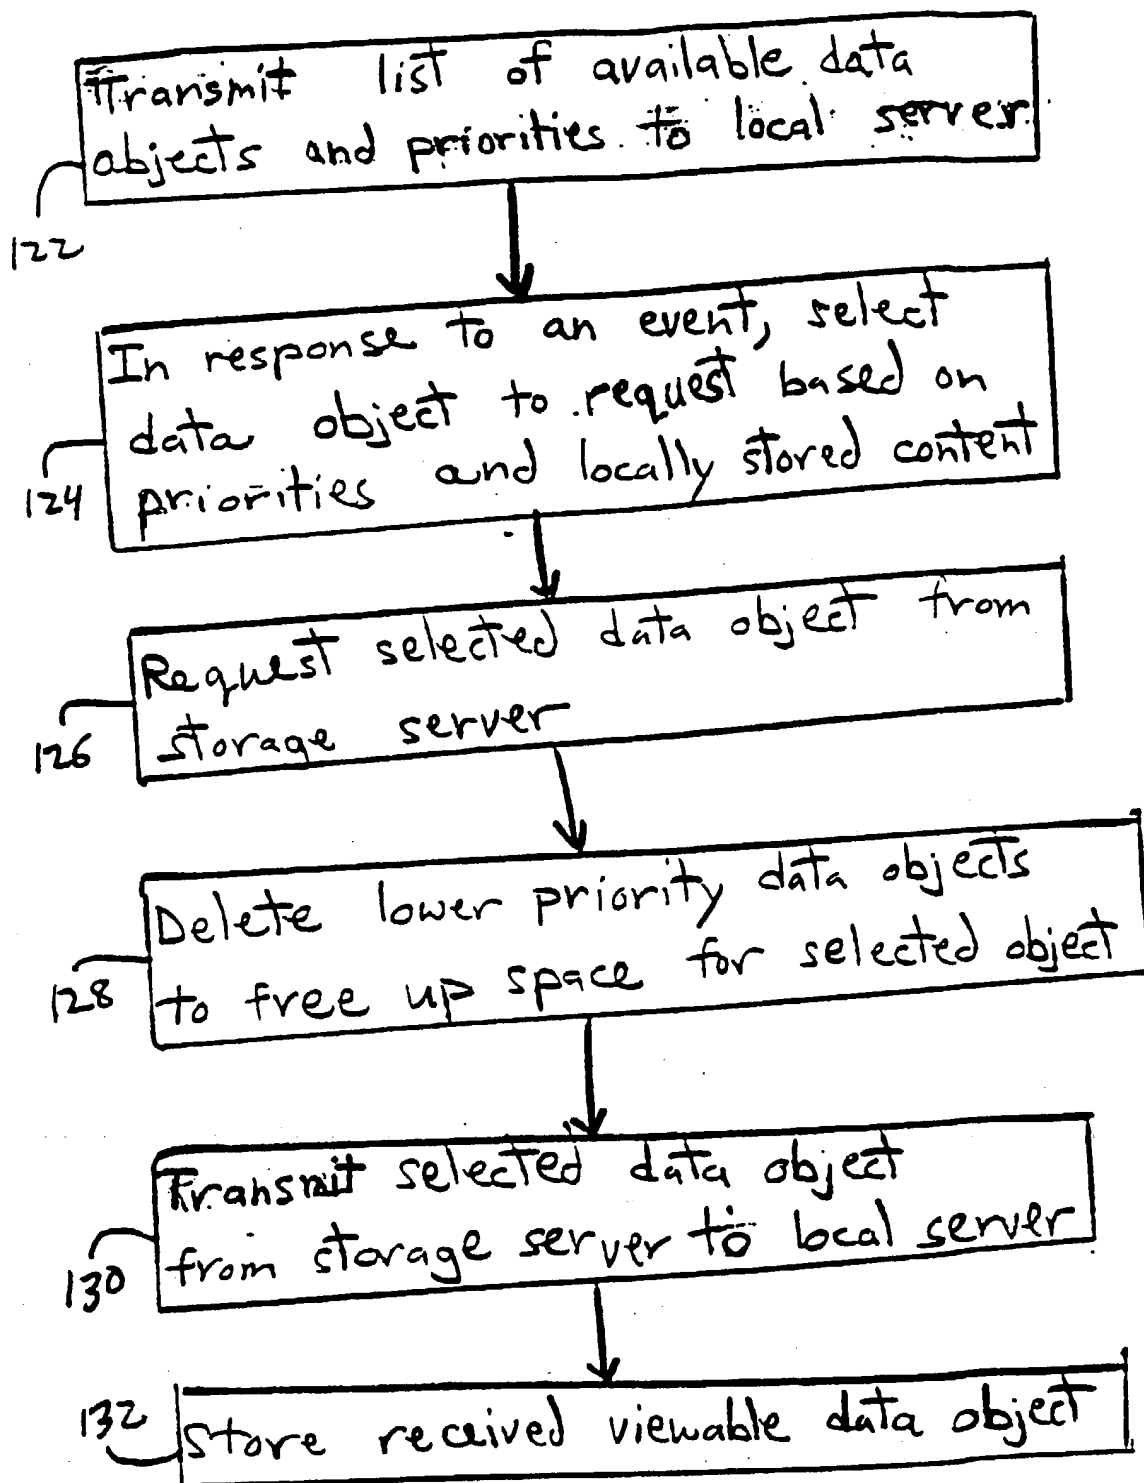 Transmit list of available data
objects and priorities to local server
122
In response to an event, select
data object to request based on
priorities and locally stored content
124
Request selected data object from
storage server
126
Delete lower priority data objects
to free up space for selected object
128
Transmit selected data object
from storage server to local server
130
132
Store received viewable data object